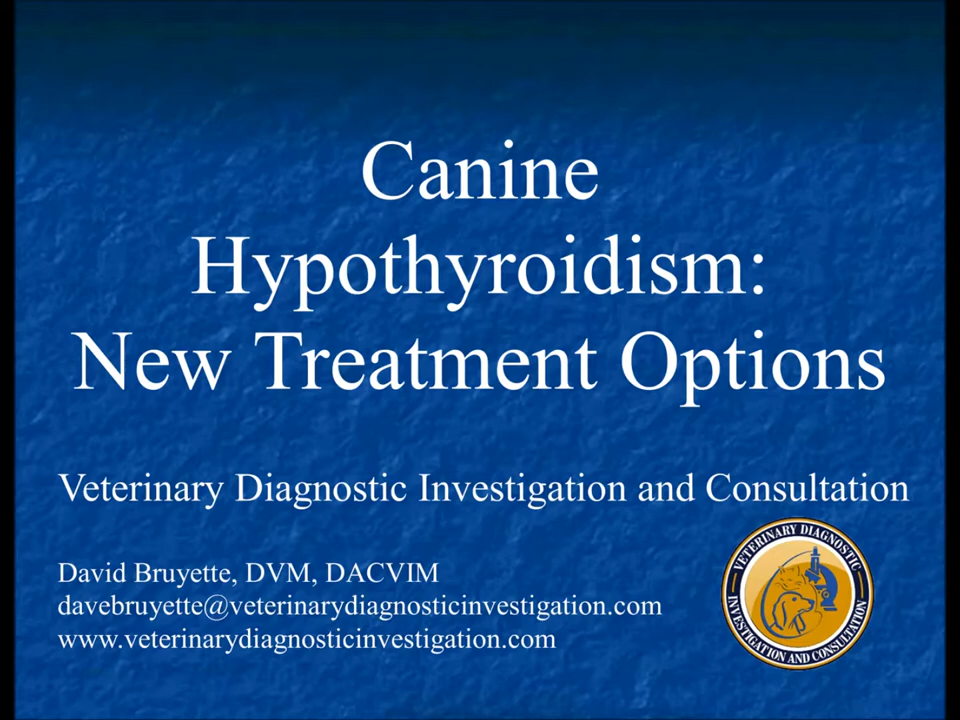 Canine
Hypothyroidism:
New Treatment Options
Veterinary Diagnostic Investigation and Consultation
David Bruyette, DVM, DACVIM
davebruyette@veterinarydiagnosticinvestigation.com
www.veterinarydiagnosticinvestigation.com
VETERINARY DIAGNOSTIC
INVESTIGATION AND CONSULTATION